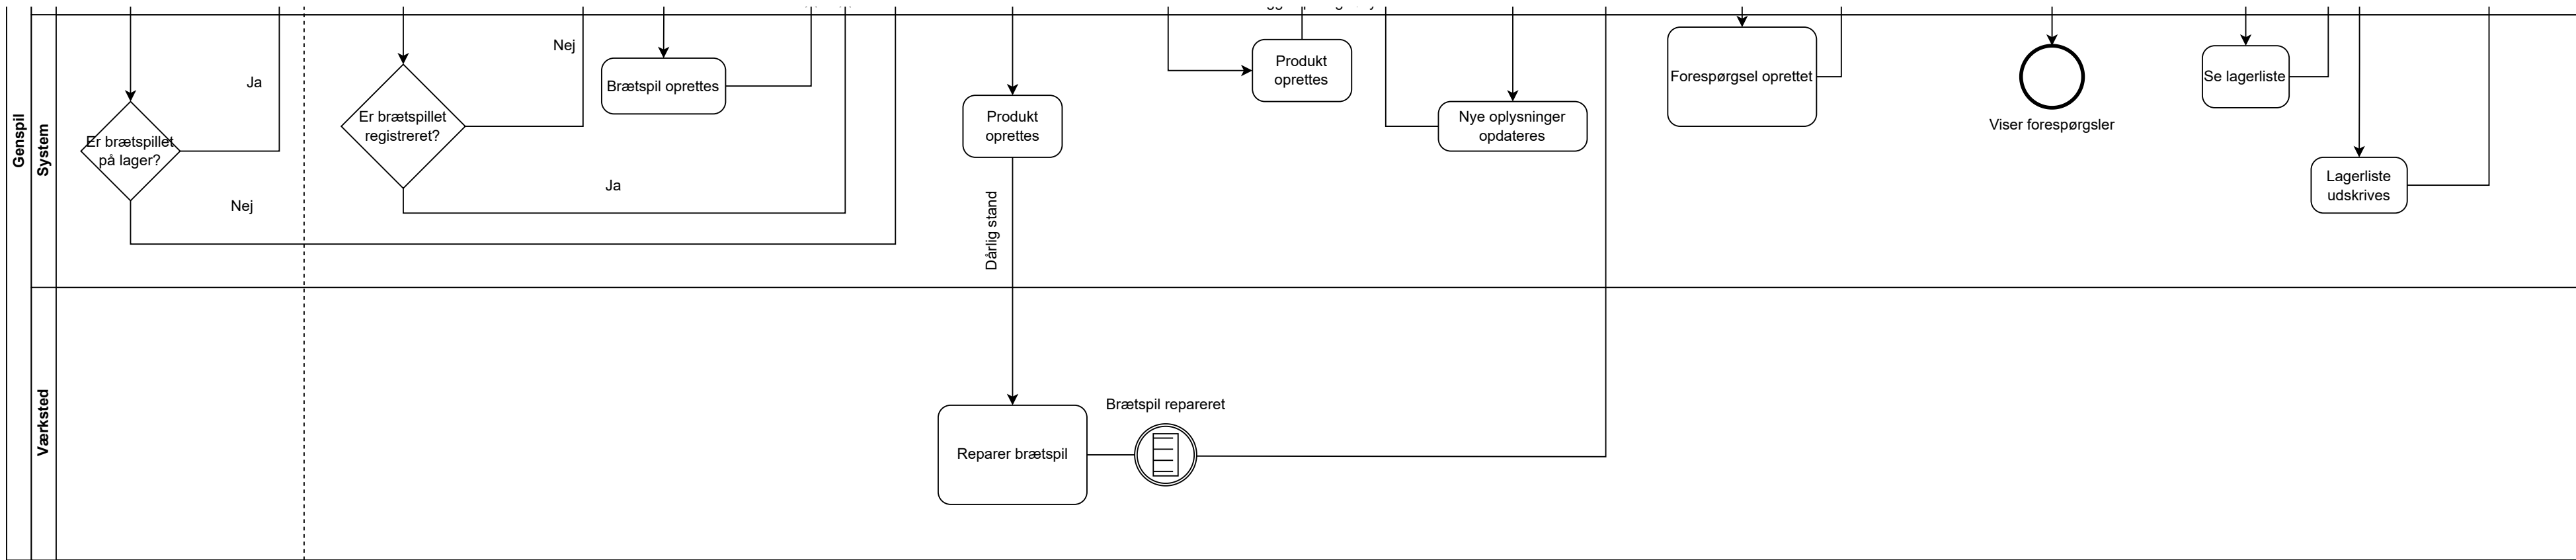 Genspil
System
Værksted
Er brætspillet
på lager?
Ja
Nej
Er brætspillet
registreret?
Nej
Ja
Brætspil oprettes
Produkt
oprettes
Dårlig stand
Produkt
oprettes
Nye oplysninger
opdateres
Forespørgsel oprettet
Viser forespørgsler
Se lagerliste
Lagerliste
udskrives
Reparer brætspil
Brætspil repareret